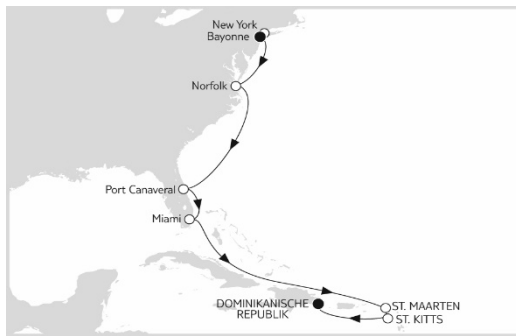 New York
Bayonne
Norfolk
Port Canaveral
Miami
ST. MAARTEN
DOMINIKANISCHE
REPUBLIK
ST. KITTS